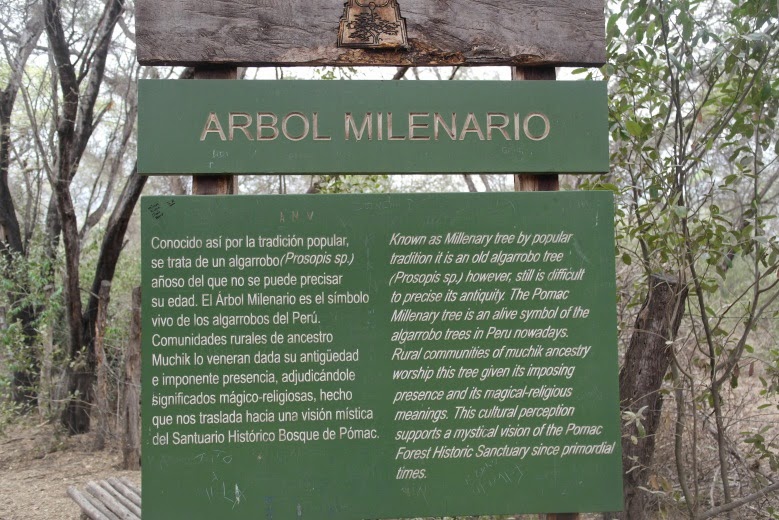 ARBOL MILENARIO
Conocido así por la tradición popular,
se trata de un algarrobo (Prosopis sp.)
añoso del que no se puede precisar
su edad. El Árbol Milenario es el símbolo
vivo de los algarrobos del Perú.
Comunidades rurales de ancestro
Muchik lo veneran dada su antigüedad
e imponente presencia, adjudicándole
significados mágico-religiosas, hecho
que nos traslada hacia una visión mística
del Santuario Histórico Bosque de Pómac.
Known as Millenary tree by popular
tradition it is an old algarrobo tree
(Prosopis sp.) however, still is difficult
to precise its antiquity. The Pomac
Millenary tree is an alive symbol of the
algarrobo trees in Peru nowadays.
Rural communities of muchik ancestry
worship this tree given its imposing
presence and its magical-religious
meanings. This cultural perception
supports a mystical vision of the Pomac
Forest Historic Sanctuary since primordial
times.